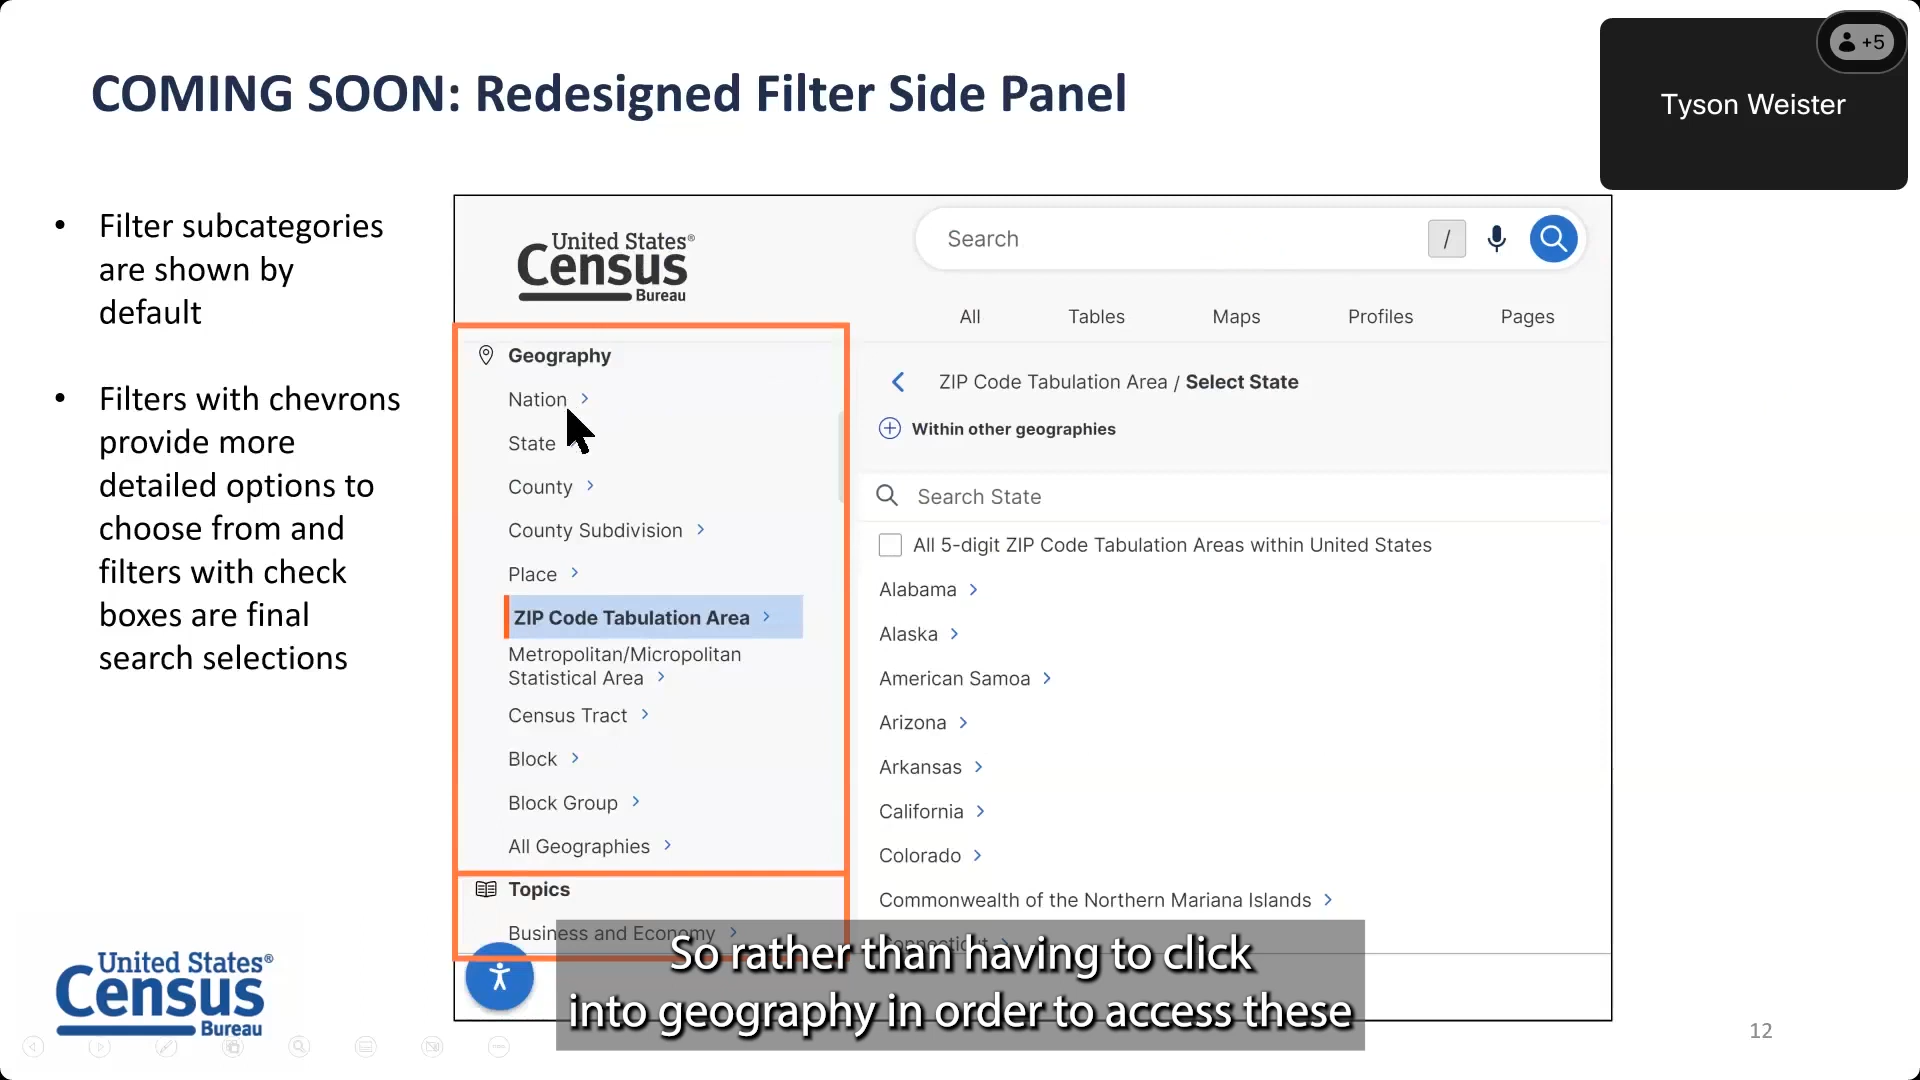 COMING SOON: Redesigned Filter Side Panel
+5
Tyson Weister
• Filter subcategories
are shown by
default
• Filters with chevrons
provide more
detailed options to
choose from and
filters with check
boxes are final
search selections
United States®
Census
Bureau
Search
/
All Tables Maps Profiles Pages
Geography
Nation
State
County
County Subdivision
Place
ZIP Code Tabulation Area
Metropolitan/Micropolitan
Statistical Area
Census Tract
Block
Block Group
All Geographies
Topics
Business and Economy
ZIP Code Tabulation Area / Select State
Within other geographies
Search State
All 5-digit ZIP Code Tabulation Areas within United States
Alabama
Alaska
American Samoa
Arizona
Arkansas
California
Colorado
Commonwealth of the Northern Mariana Islands
Connecticut
So rather than having to click
into geography in order to access these
United States®
Census
Bureau
12